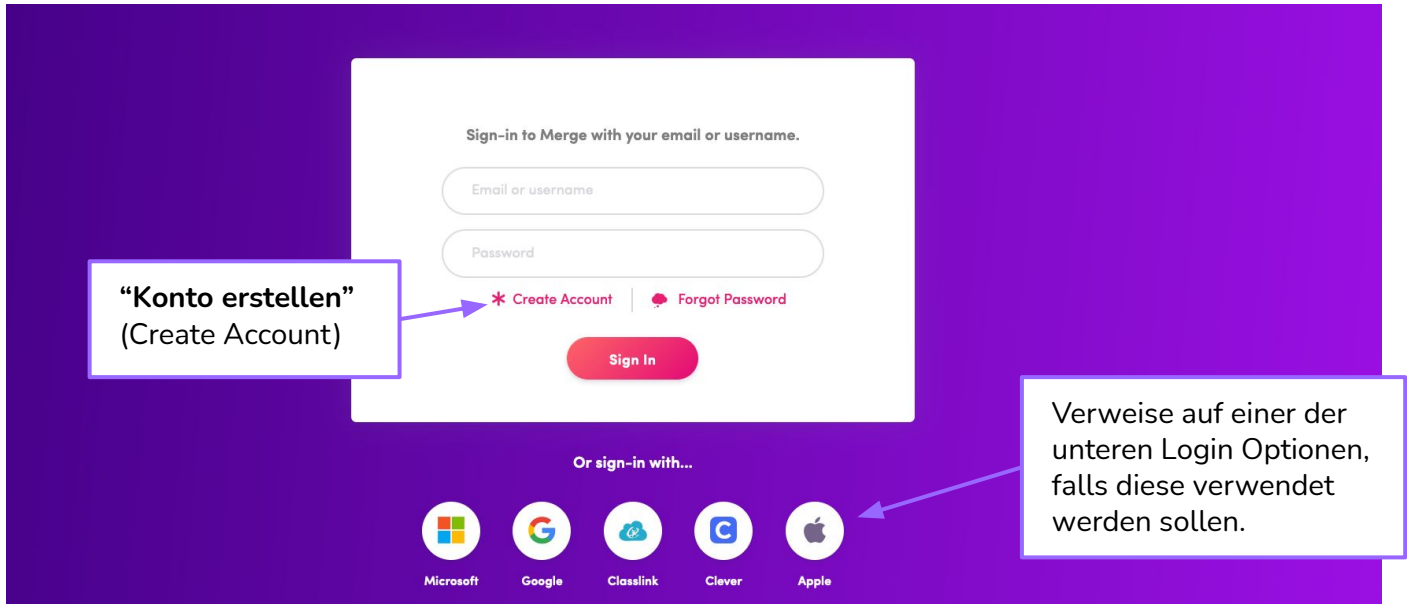 Sign-in to Merge with your email or username.
Email or username
Password
“Konto erstellen”
(Create Account)
Create Account
Forgot Password
Sign In
Verweise auf einer der
unteren Login Optionen,
falls diese verwendet
werden sollen.
Or sign-in with...
Microsoft
Google
Classlink
Clever
Apple